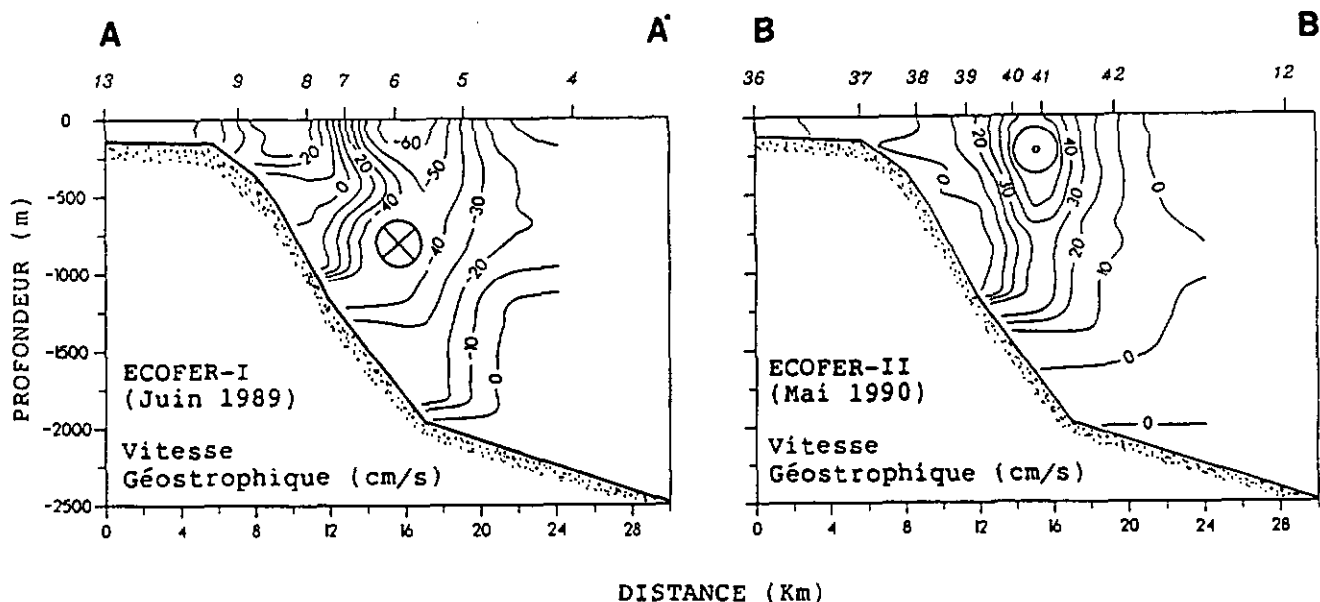 A A' B B
13 9 8 7 6 5 4 36 37 38 39 40 41 42 12
0
-500
-1000
-1500
-2000
-2500
PROFONDEUR (m)
20 20 0 -40 -60 -50 -30 -40 -20 -10 0
0 20 30 40 30 20 10 0 0 0
ECOFER-I
(Juin 1989)
Vitesse
Géostrophique (cm/s)
ECOFER-II
(Mai 1990)
Vitesse
Géostrophique (cm/s)
0 4 8 12 16 20 24 28 0 4 8 12 16 20 24 28
DISTANCE (Km)